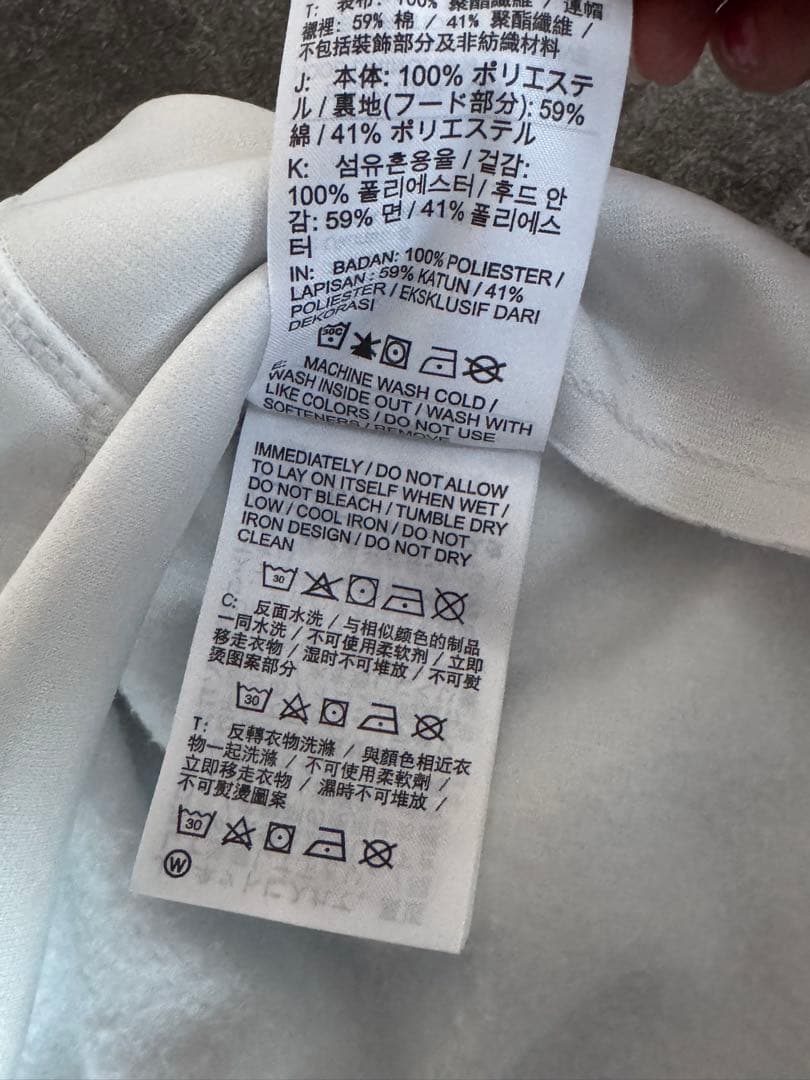 T: 表布: 100% 聚酯纖維 / 連帽
襯裡: 59% 棉 / 41% 聚酯纖維 /
不包括裝飾部分及非紡織材料
J: 本体: 100% ポリエステ
ル / 裏地(フード部分): 59%
綿 / 41% ポリエステル
K: 섬유혼용율 / 겉감:
100% 폴리에스터 / 후드 안
감: 59% 면 / 41% 폴리에스
터
IN: BADAN: 100% POLIESTER /
LAPISAN : 59% KATUN / 41%
POLIESTER / EKSKLUSIF DARI
DEKORASI
30C
E: MACHINE WASH COLD /
WASH INSIDE OUT / WASH WITH
LIKE COLORS / DO NOT USE
SOFTENERS / REMOVE
IMMEDIATELY / DO NOT ALLOW
TO LAY ON ITSELF WHEN WET /
DO NOT BLEACH / TUMBLE DRY
LOW / COOL IRON / DO NOT
IRON DESIGN / DO NOT DRY
CLEAN
30
C: 反面水洗 / 与相似颜色的制品
一同水洗 / 不可使用柔软剂 / 立即
移走衣物 / 湿时不可堆放 / 不可熨
烫图案部分
30
T: 反轉衣物洗滌 / 與顏色相近衣
物一起洗滌 / 不可使用柔軟劑 /
立即移走衣物 / 濕時不可堆放 /
不可熨燙圖案
30
W